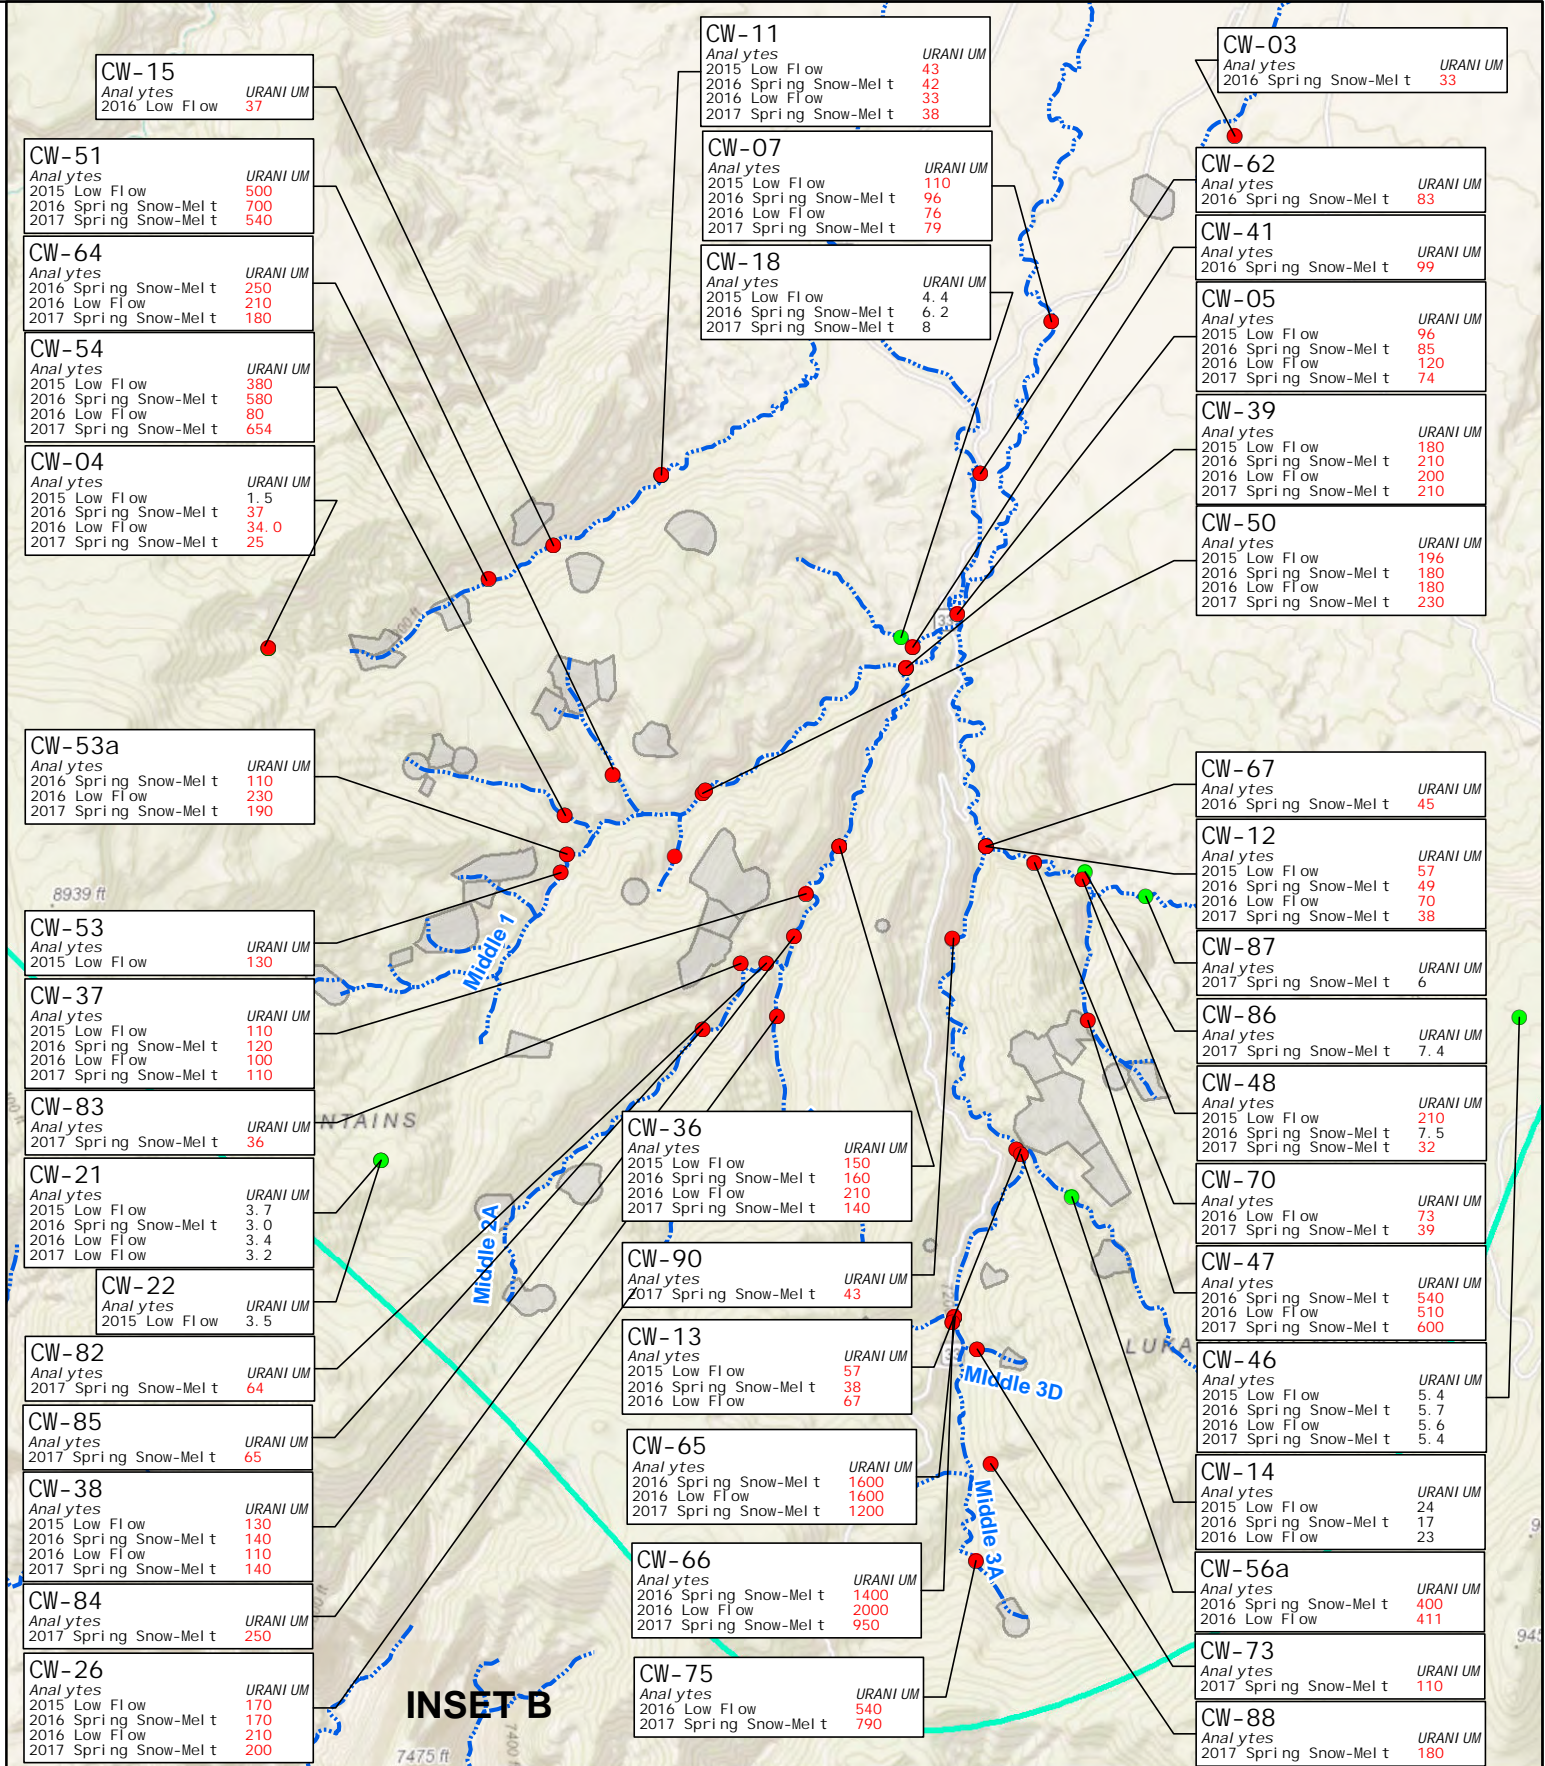 CW-15
Analytes URANIUM
2016 Low Flow 37
CW-51
Analytes URANIUM
2015 Low Flow 500
2016 Spring Snow-Melt 700
2017 Spring Snow-Melt 540
CW-64
Analytes URANIUM
2016 Spring Snow-Melt 250
2016 Low Flow 210
2017 Spring Snow-Melt 180
CW-54
Analytes URANIUM
2015 Low Flow 380
2016 Spring Snow-Melt 580
2016 Low Flow 80
2017 Spring Snow-Melt 654
CW-04
Analytes URANIUM
2015 Low Flow 1.5
2016 Spring Snow-Melt 37
2016 Low Flow 34.0
2017 Spring Snow-Melt 25
CW-53a
Analytes URANIUM
2016 Spring Snow-Melt 110
2016 Low Flow 230
2017 Spring Snow-Melt 190
8939 ft
CW-53
Analytes URANIUM
2015 Low Flow 130
CW-37
Analytes URANIUM
2015 Low Flow 110
2016 Spring Snow-Melt 120
2016 Low Flow 100
2017 Spring Snow-Melt 110
CW-83
Analytes URANIUM
2017 Spring Snow-Melt 36
NTAINS
CW-21
Analytes URANIUM
2015 Low Flow 3.7
2016 Spring Snow-Melt 3.0
2016 Low Flow 3.4
2017 Low Flow 3.2
CW-22
Analytes URANIUM
2015 Low Flow 3.5
CW-82
Analytes URANIUM
2017 Spring Snow-Melt 64
CW-85
Analytes URANIUM
2017 Spring Snow-Melt 65
CW-38
Analytes URANIUM
2015 Low Flow 130
2016 Spring Snow-Melt 140
2016 Low Flow 110
2017 Spring Snow-Melt 140
CW-84
Analytes URANIUM
2017 Spring Snow-Melt 250
CW-26
Analytes URANIUM
2015 Low Flow 170
2016 Spring Snow-Melt 170
2016 Low Flow 210
2017 Spring Snow-Melt 200
CW-11
Analytes URANIUM
2015 Low Flow 43
2016 Spring Snow-Melt 42
2016 Low Flow 33
2017 Spring Snow-Melt 38
CW-07
Analytes URANIUM
2015 Low Flow 110
2016 Spring Snow-Melt 96
2016 Low Flow 76
2017 Spring Snow-Melt 79
CW-18
Analytes URANIUM
2015 Low Flow 4.4
2016 Spring Snow-Melt 6.2
2017 Spring Snow-Melt 8
33
Middle 1
Middle 2A
CW-36
Analytes URANIUM
2015 Low Flow 150
2016 Spring Snow-Melt 160
2016 Low Flow 210
2017 Spring Snow-Melt 140
CW-90
Analytes URANIUM
2017 Spring Snow-Melt 43
CW-13
Analytes URANIUM
2015 Low Flow 57
2016 Spring Snow-Melt 38
2016 Low Flow 67
33
Middle 3D
CW-65
Analytes URANIUM
2016 Spring Snow-Melt 1600
2016 Low Flow 1600
2017 Spring Snow-Melt 1200
Middle 3A
CW-66
Analytes URANIUM
2016 Spring Snow-Melt 1400
2016 Low Flow 2000
2017 Spring Snow-Melt 950
CW-75
Analytes URANIUM
2016 Low Flow 540
2017 Spring Snow-Melt 790
INSET B
7475 ft
7400 f
CW-03
Analytes URANIUM
2016 Spring Snow-Melt 33
CW-62
Analytes URANIUM
2016 Spring Snow-Melt 83
CW-41
Analytes URANIUM
2016 Spring Snow-Melt 99
CW-05
Analytes URANIUM
2015 Low Flow 96
2016 Spring Snow-Melt 85
2016 Low Flow 120
2017 Spring Snow-Melt 74
CW-39
Analytes URANIUM
2015 Low Flow 180
2016 Spring Snow-Melt 210
2016 Low Flow 200
2017 Spring Snow-Melt 210
CW-50
Analytes URANIUM
2015 Low Flow 196
2016 Spring Snow-Melt 180
2016 Low Flow 180
2017 Spring Snow-Melt 230
CW-67
Analytes URANIUM
2016 Spring Snow-Melt 45
CW-12
Analytes URANIUM
2015 Low Flow 57
2016 Spring Snow-Melt 49
2016 Low Flow 70
2017 Spring Snow-Melt 38
CW-87
Analytes URANIUM
2017 Spring Snow-Melt 6
CW-86
Analytes URANIUM
2017 Spring Snow-Melt 7.4
CW-48
Analytes URANIUM
2015 Low Flow 210
2016 Spring Snow-Melt 7.5
2017 Spring Snow-Melt 32
CW-70
Analytes URANIUM
2016 Low Flow 73
2017 Spring Snow-Melt 39
CW-47
Analytes URANIUM
2016 Spring Snow-Melt 540
2016 Low Flow 510
2017 Spring Snow-Melt 600
LUKA
CW-46
Analytes URANIUM
2015 Low Flow 5.4
2016 Spring Snow-Melt 5.7
2016 Low Flow 5.6
2017 Spring Snow-Melt 5.4
CW-14
Analytes URANIUM
2015 Low Flow 24
2016 Spring Snow-Melt 17
2016 Low Flow 23
CW-56a
Analytes URANIUM
2016 Spring Snow-Melt 400
2016 Low Flow 411
CW-73
Analytes URANIUM
2017 Spring Snow-Melt 110
CW-88
Analytes URANIUM
2017 Spring Snow-Melt 180